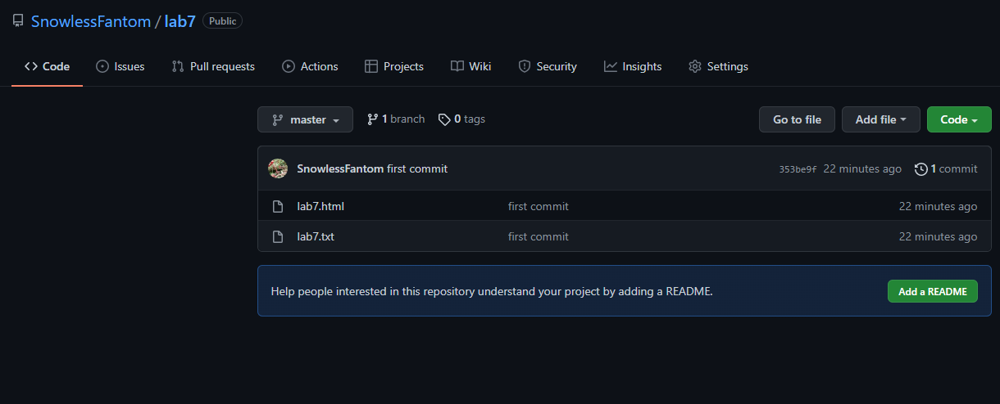 SnowlessFantom / lab7 Public
Code Issues Pull requests Actions Projects Wiki Security Insights Settings
master 1 branch 0 tags Go to file Add file Code
SnowlessFantom first commit 353be9f 22 minutes ago 1 commit
lab7.html first commit 22 minutes ago
lab7.txt first commit 22 minutes ago
Help people interested in this repository understand your project by adding a README. Add a README